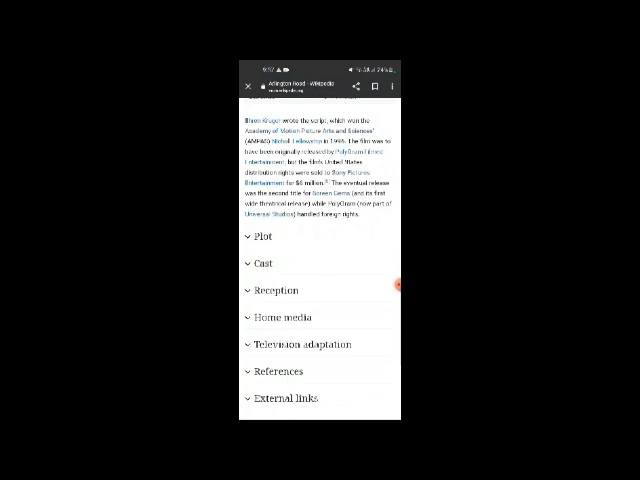 9:57
24%
Arlington Road - Wikipedia
Ehren Kruger wrote the script, which won the
Academy of Motion Picture Arts and Sciences'
(AMPAS) Nicholl Fellowship in 1996. The film was to
have been originally released by PolyGram Filmed
Entertainment, but the film's United States
distribution rights were sold to Sony Pictures
Entertainment for $6 million. The eventual release
was the second title for Screen Gems (and its first
wide theatrical release) while PolyGram (now part of
Universal Studios) handled foreign rights.
Plot
Cast
Reception
Home media
Television adaptation
References
External links